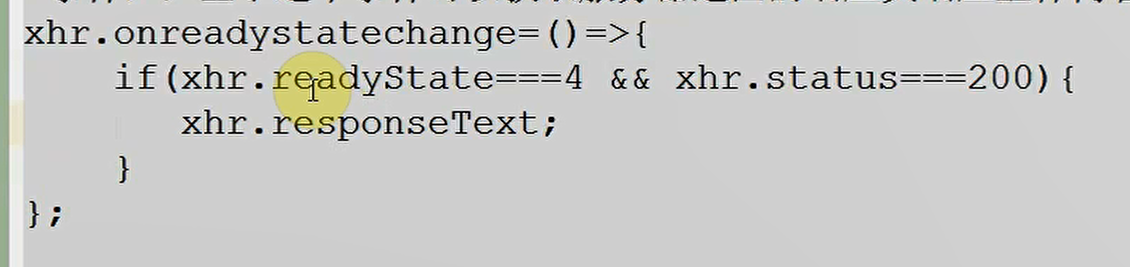 xhr.onreadystatechange=()=>{
if(xhr.readyState===4 && xhr.status===200){
xhr.responseText;
}
};